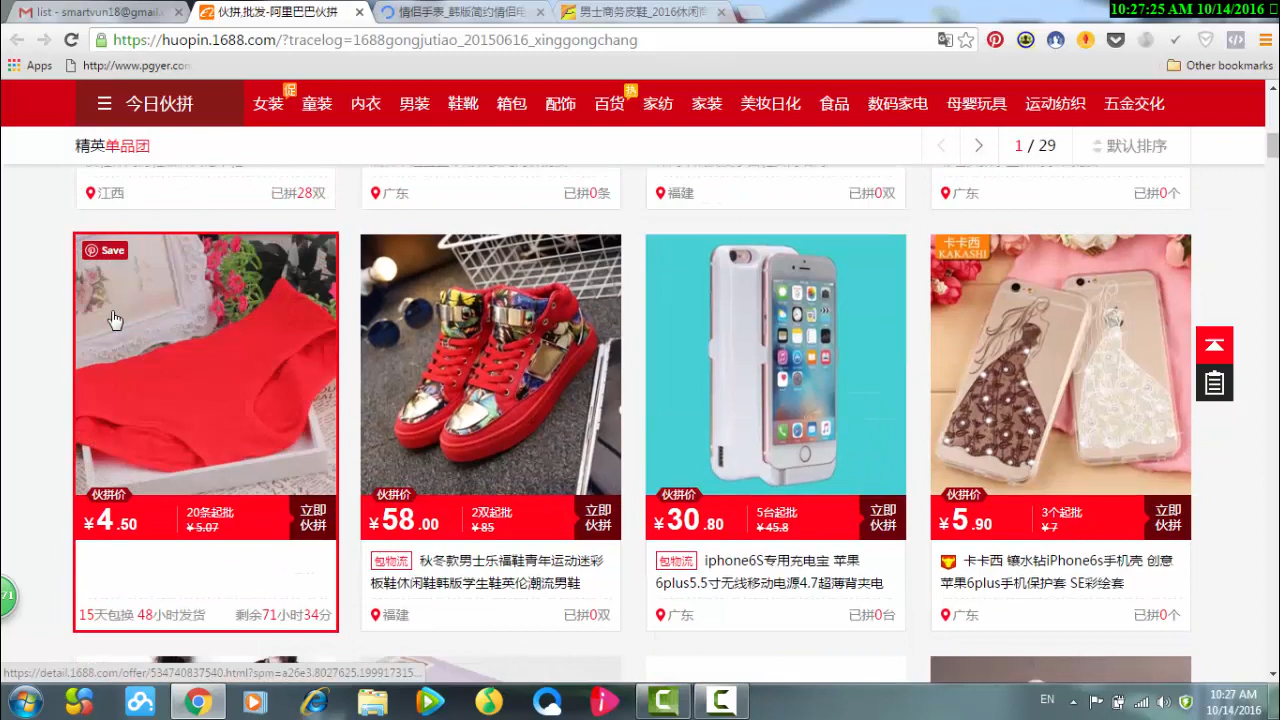 10:27:25 AM 10/14/2016
list - smartvun18@gmail
伙拼,批发-阿里巴巴伙拼
情侣手表_韩版简约情侣电
男士商务皮鞋_2016休闲
https://huopin.1688.com/?tracelog=1688gongjutiao_20150616_xinggongchang
Apps
http://www.pgyer.com
Other bookmarks
今日伙拼
女装
促
童装
内衣
男装
鞋靴
箱包
配饰
百货
热
家纺
家装
美妆日化
食品
数码家电
母婴玩具
运动纺织
五金交化
精英单品团
1 / 29
默认排序
江西
已拼28双
广东
已拼0条
福建
已拼0双
广东
已拼0个
Save
卡卡西
KAKASHI
伙拼价
¥4.50
20条起批
¥5.07
立即
伙拼
伙拼价
¥58.00
2双起批
¥85
立即
伙拼
伙拼价
¥30.80
5台起批
¥45.8
立即
伙拼
伙拼价
¥5.90
3个起批
¥7
立即
伙拼
15天包换 48小时发货
剩余71小时34分
包物流 秋冬款男士乐福鞋青年运动迷彩
板鞋休闲鞋韩版学生鞋英伦潮流男鞋
福建
已拼0双
包物流 iphone6S专用充电宝 苹果
6plus5.5寸无线移动电源4.7超薄背夹电
广东
已拼0台
卡卡西 镶水钻iPhone6s手机壳 创意
苹果6plus手机保护套 SE彩绘套
广东
已拼0个
71
https://detail.1688.com/offer/534740837540.html?spm=a26e3.8027625.199917315...
EN
10:27 AM
10/14/2016